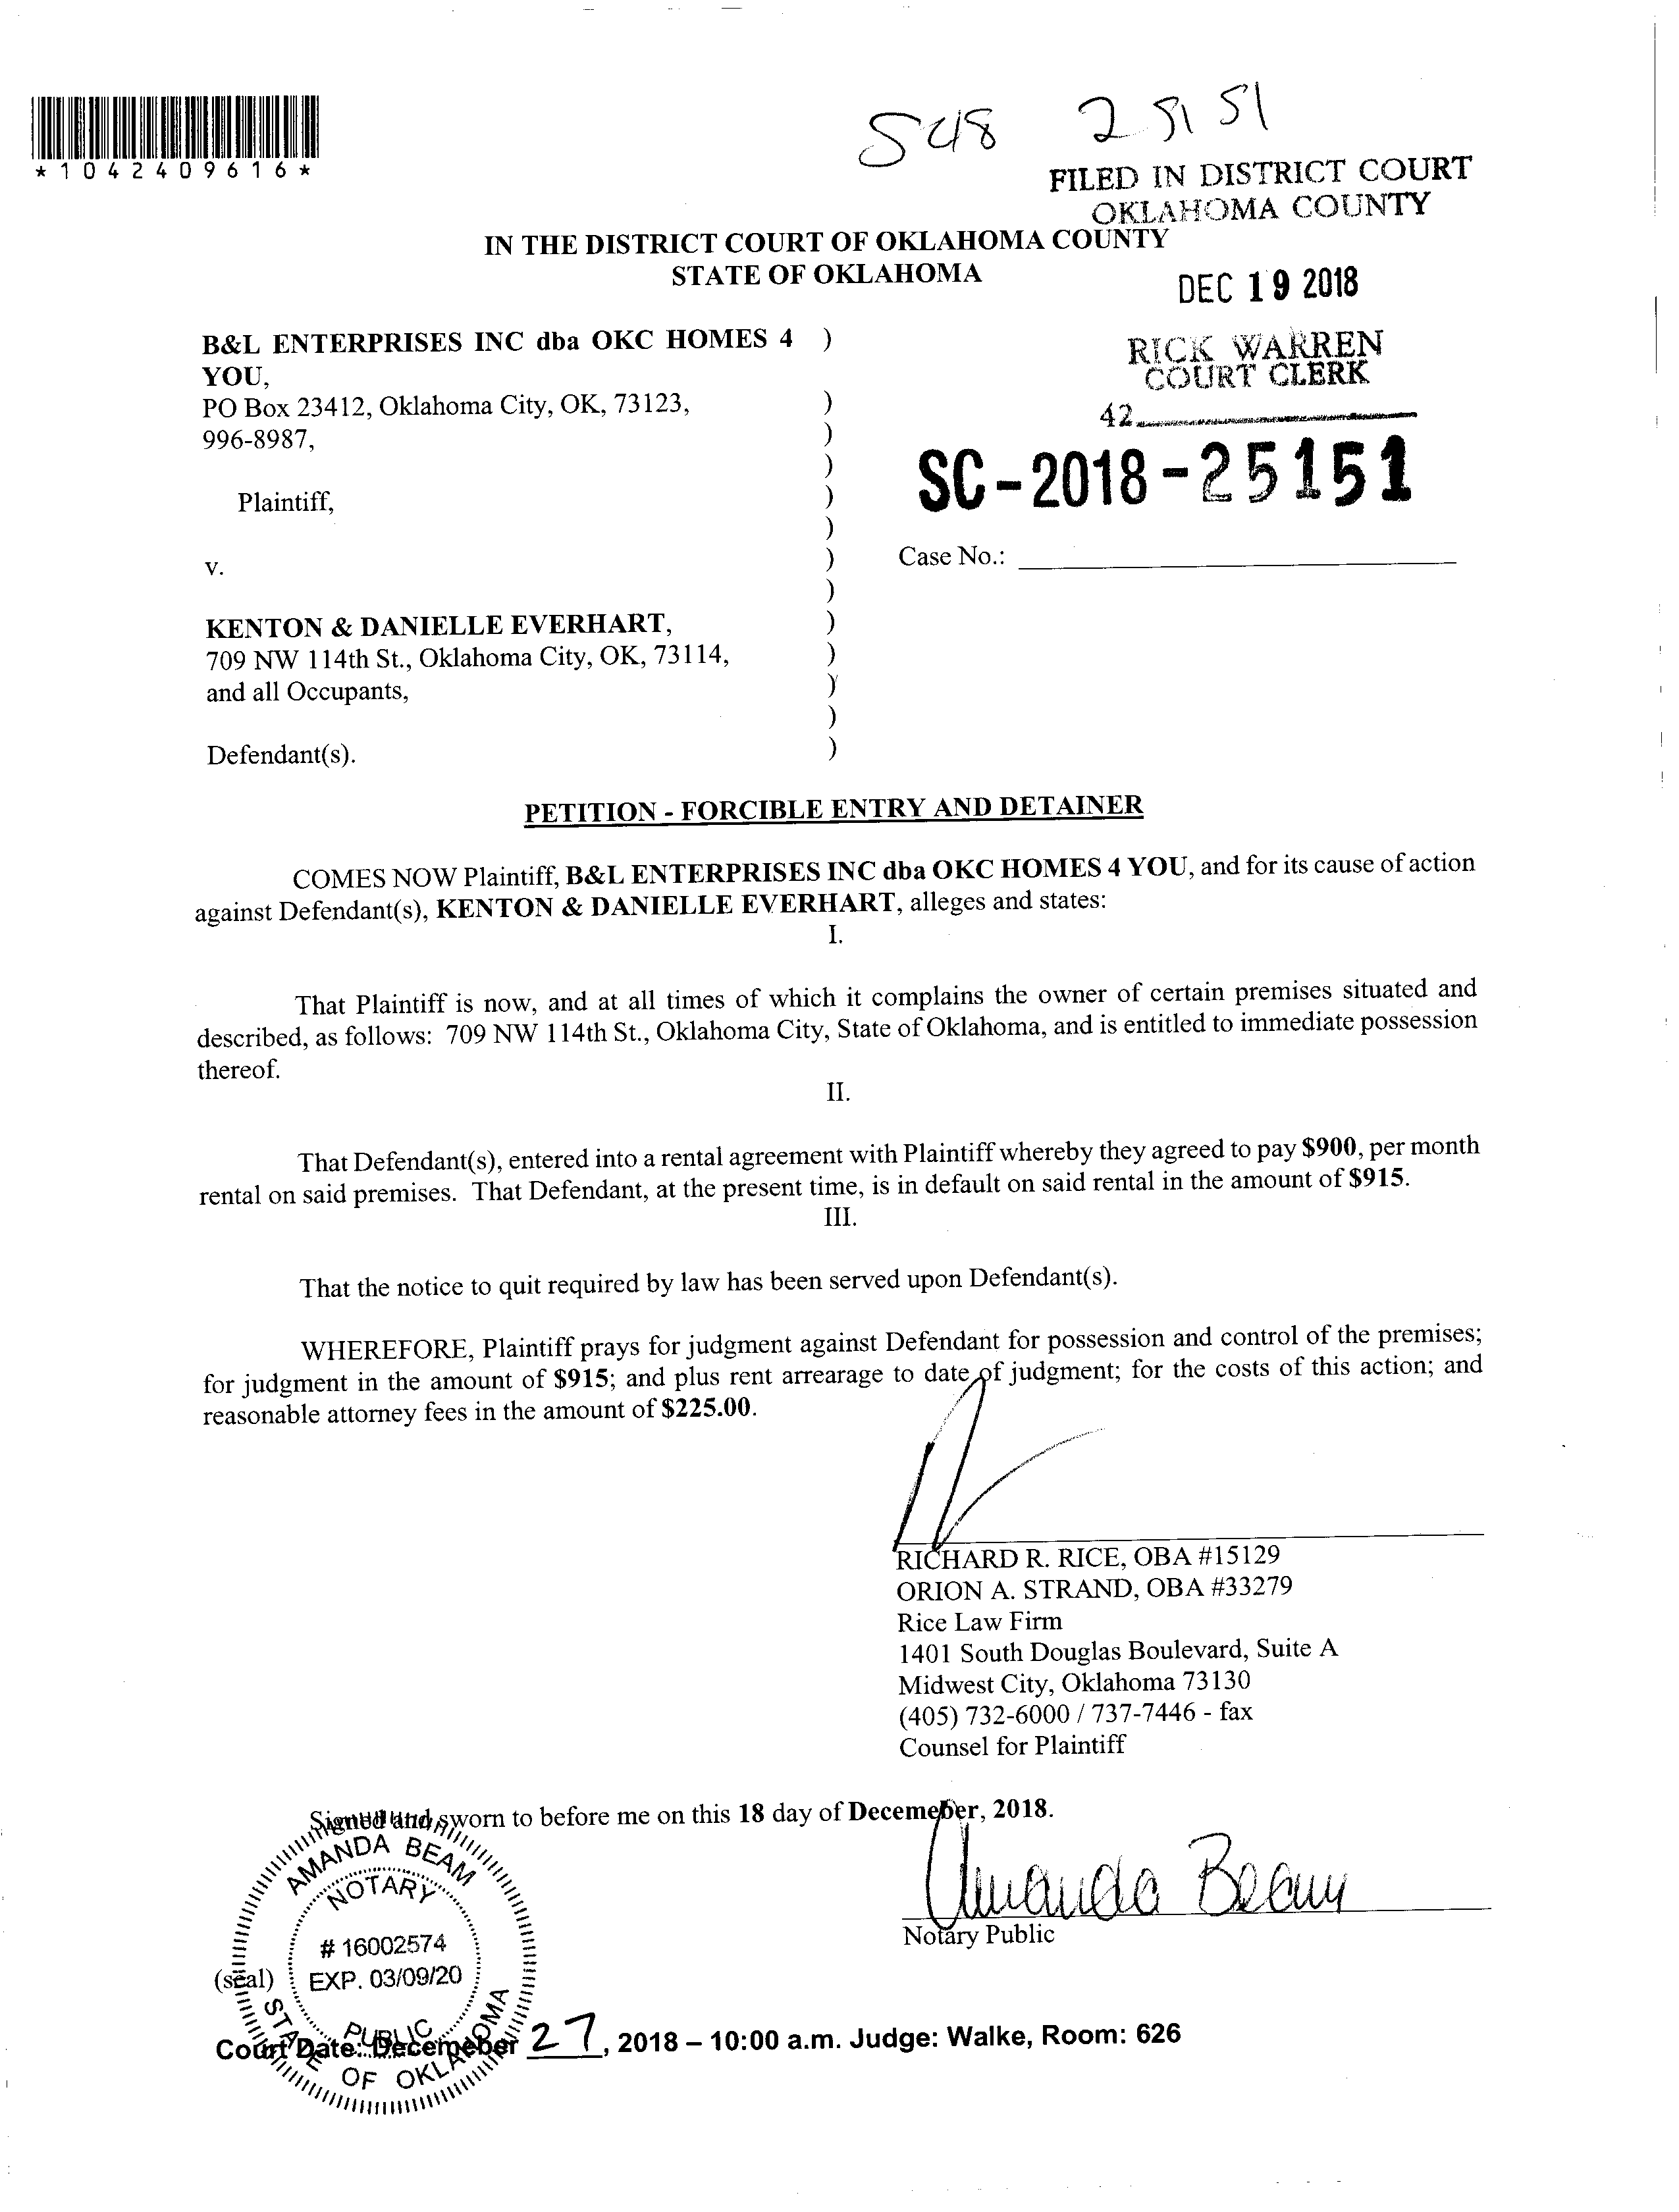 SC18 25151
*1042409616*
FILED IN DISTRICT COURT
OKLAHOMA COUNTY
IN THE DISTRICT COURT OF OKLAHOMA COUNTY
STATE OF OKLAHOMA
DEC 19 2018
RICK WARREN
COURT CLERK
42
SC-2018-25151
B&L ENTERPRISES INC dba OKC HOMES 4 )
YOU,
PO Box 23412, Oklahoma City, OK, 73123, )
996-8987, )
)
Plaintiff, )
)
v. ) Case No.:
)
KENTON & DANIELLE EVERHART, )
709 NW 114th St., Oklahoma City, OK, 73114, )
and all Occupants, )
)
Defendant(s). )
PETITION - FORCIBLE ENTRY AND DETAINER
COMES NOW Plaintiff, B&L ENTERPRISES INC dba OKC HOMES 4 YOU, and for its cause of action
against Defendant(s), KENTON & DANIELLE EVERHART, alleges and states:
I.
That Plaintiff is now, and at all times of which it complains the owner of certain premises situated and
described, as follows: 709 NW 114th St., Oklahoma City, State of Oklahoma, and is entitled to immediate possession
thereof.
II.
That Defendant(s), entered into a rental agreement with Plaintiff whereby they agreed to pay $900, per month
rental on said premises. That Defendant, at the present time, is in default on said rental in the amount of $915.
III.
That the notice to quit required by law has been served upon Defendant(s).
WHEREFORE, Plaintiff prays for judgment against Defendant for possession and control of the premises;
for judgment in the amount of $915; and plus rent arrearage to date of judgment; for the costs of this action; and
reasonable attorney fees in the amount of $225.00.
RICHARD R. RICE, OBA #15129
ORION A. STRAND, OBA #33279
Rice Law Firm
1401 South Douglas Boulevard, Suite A
Midwest City, Oklahoma 73130
(405) 732-6000 / 737-7446 - fax
Counsel for Plaintiff
Signed and sworn to before me on this 18 day of Decemeber, 2018.
Amanda Beam
Notary Public
AMANDA BEAM
NOTARY
# 16002574
EXP. 03/09/20
PUBLIC
STATE OF OKLAHOMA
(seal)
Court Date: Decemeber 27, 2018 – 10:00 a.m. Judge: Walke, Room: 626